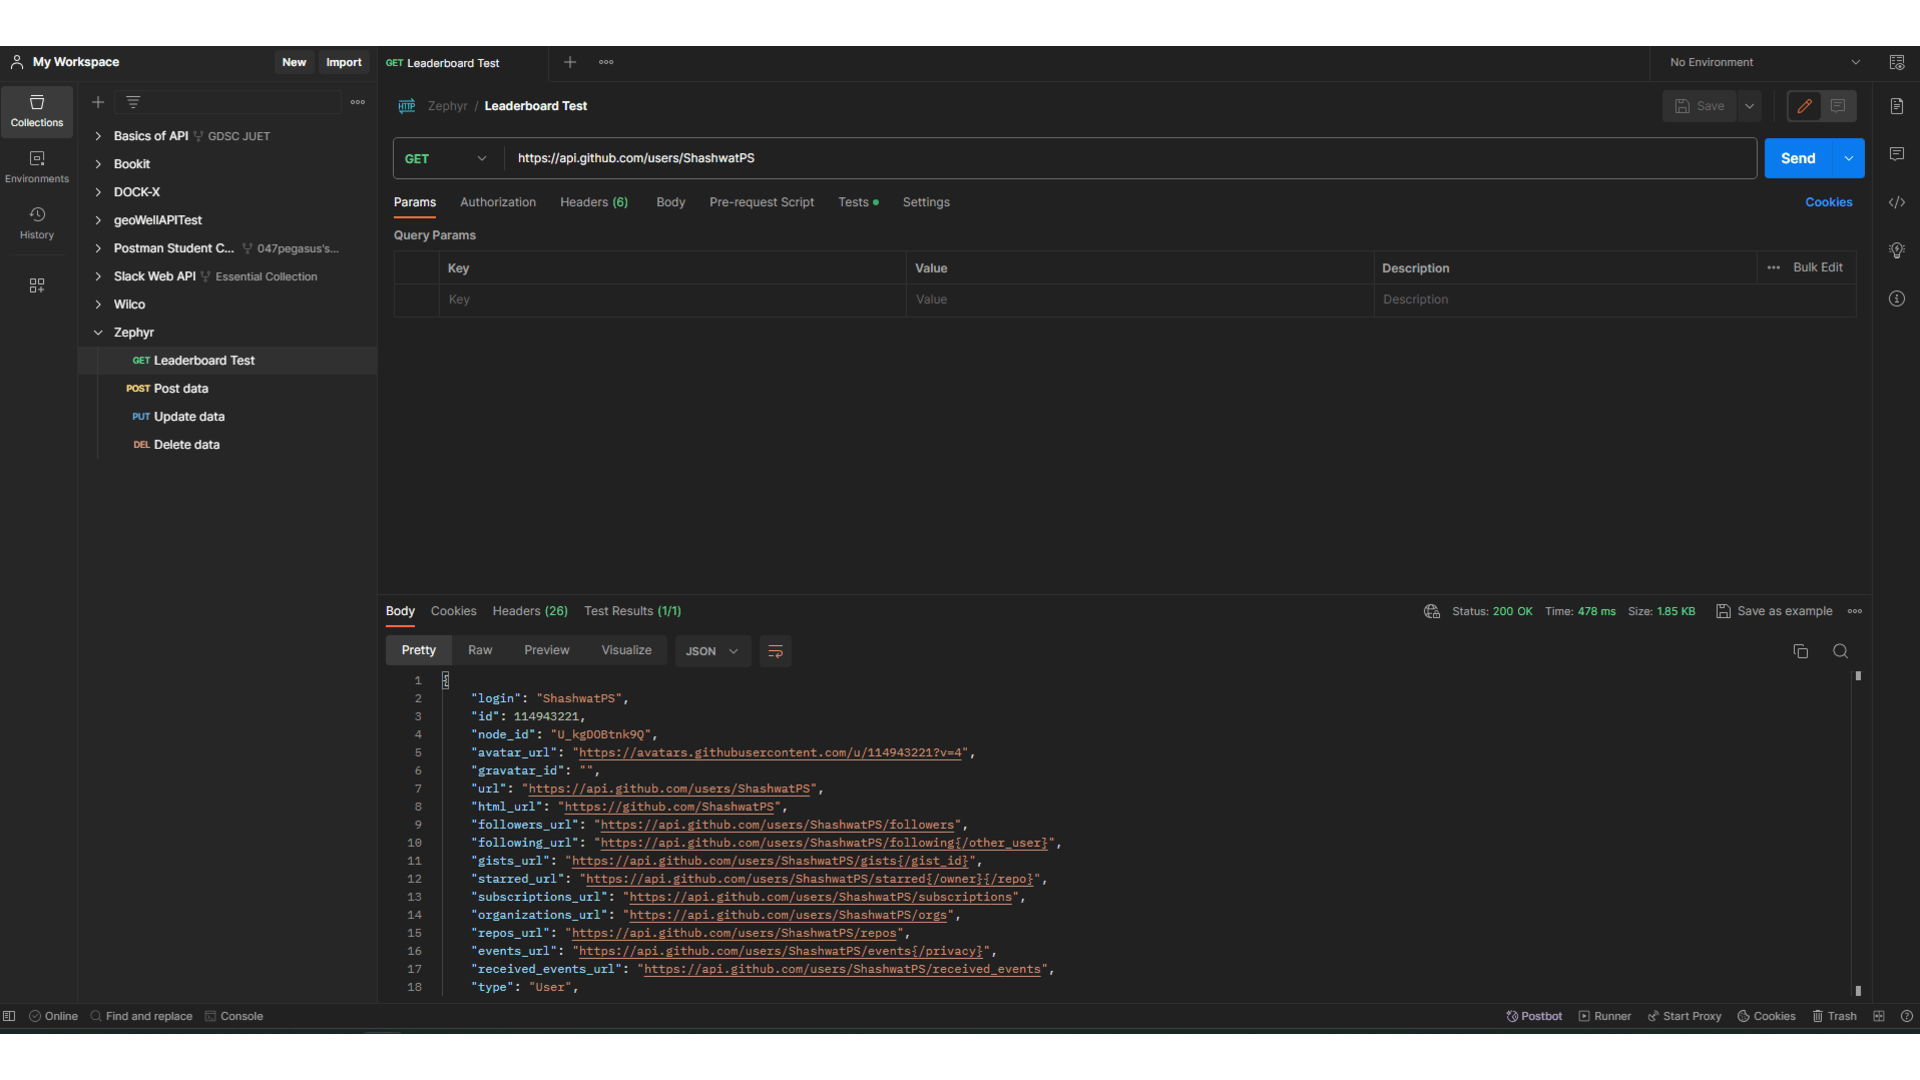 My Workspace
New
Import
GET Leaderboard Test
No Environment
Collections
Environments
History
Basics of API GDSC JUET
Bookit
DOCK-X
geoWellAPITest
Postman Student C... 047pegasus's...
Slack Web API Essential Collection
Wilco
Zephyr
GET Leaderboard Test
POST Post data
PUT Update data
DEL Delete data
HTTP Zephyr / Leaderboard Test
Save
GET
https://api.github.com/users/ShashwatPS
Send
Params
Authorization
Headers (6)
Body
Pre-request Script
Tests
Settings
Cookies
Query Params
Key
Value
Description
Bulk Edit
Key
Value
Description
Body
Cookies
Headers (26)
Test Results (1/1)
Status: 200 OK
Time: 478 ms
Size: 1.85 KB
Save as example
Pretty
Raw
Preview
Visualize
JSON
1 {
2 "login": "ShashwatPS",
3 "id": 114943221,
4 "node_id": "U_kgDOBtnk9Q",
5 "avatar_url": "https://avatars.githubusercontent.com/u/114943221?v=4",
6 "gravatar_id": "",
7 "url": "https://api.github.com/users/ShashwatPS",
8 "html_url": "https://github.com/ShashwatPS",
9 "followers_url": "https://api.github.com/users/ShashwatPS/followers",
10 "following_url": "https://api.github.com/users/ShashwatPS/following{/other_user}",
11 "gists_url": "https://api.github.com/users/ShashwatPS/gists{/gist_id}",
12 "starred_url": "https://api.github.com/users/ShashwatPS/starred{/owner}{/repo}",
13 "subscriptions_url": "https://api.github.com/users/ShashwatPS/subscriptions",
14 "organizations_url": "https://api.github.com/users/ShashwatPS/orgs",
15 "repos_url": "https://api.github.com/users/ShashwatPS/repos",
16 "events_url": "https://api.github.com/users/ShashwatPS/events{/privacy}",
17 "received_events_url": "https://api.github.com/users/ShashwatPS/received_events",
18 "type": "User",
Online
Find and replace
Console
Postbot
Runner
Start Proxy
Cookies
Trash